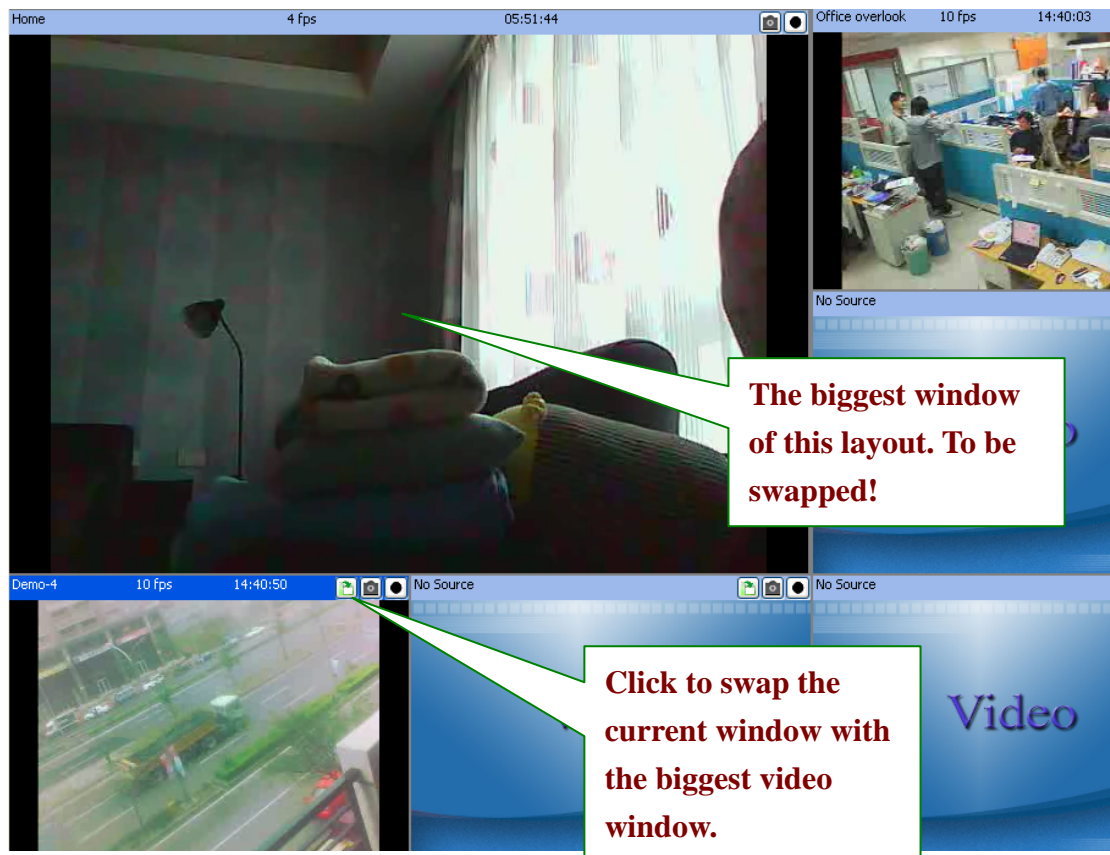 Home 4 fps 05:51:44
Office overlook 10 fps 14:40:03
No Source
The biggest window
of this layout. To be
swapped!
Demo-4 10 fps 14:40:50
No Source
No Source
Click to swap the
current window with
the biggest video
window.
Video